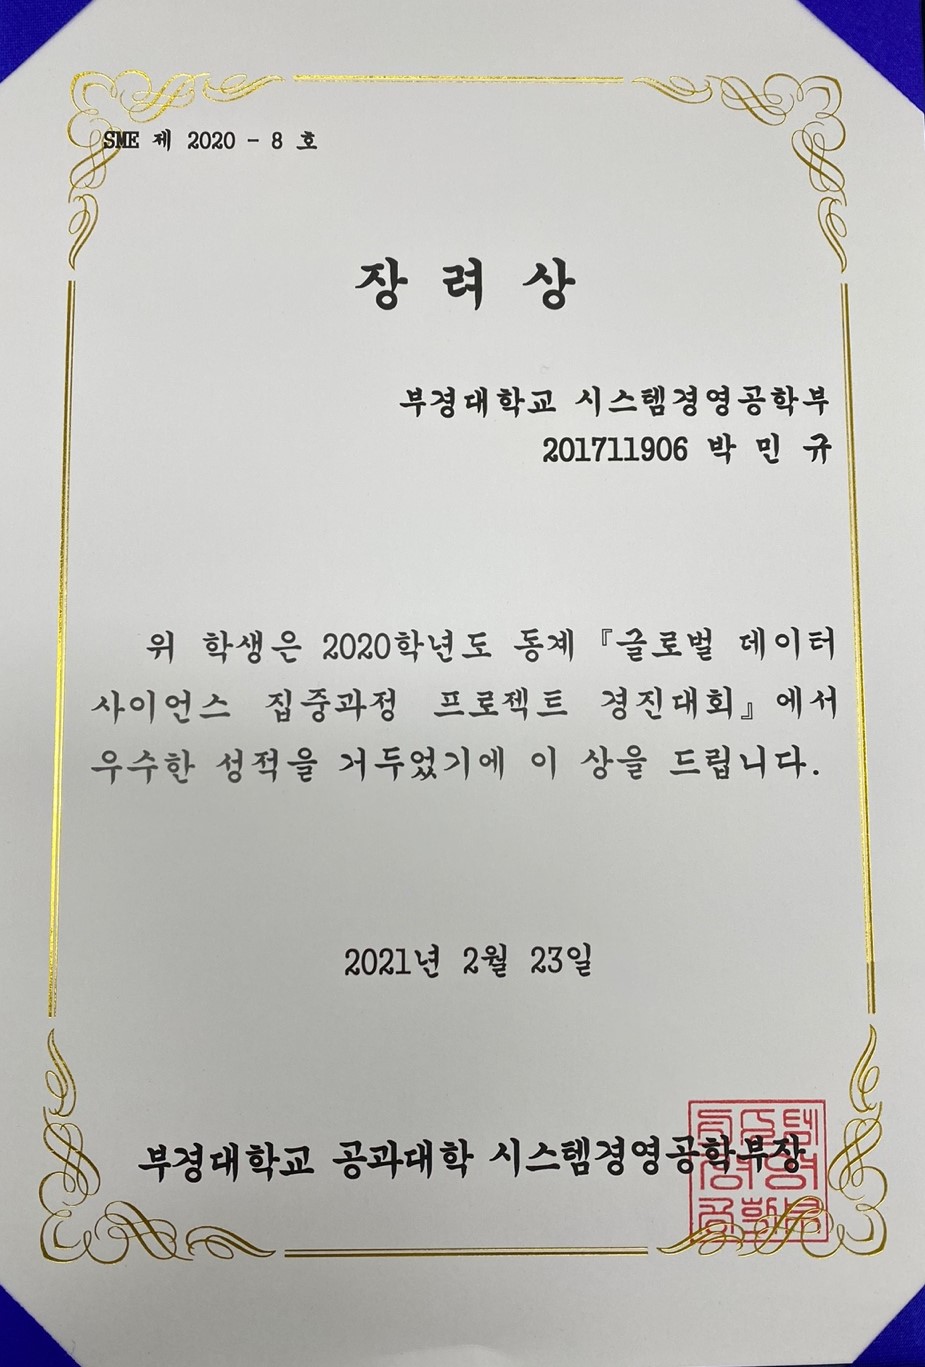 SME 제 2020 - 8 호
장 려 상
부경대학교 시스템경영공학부
201711906 박 민 규
위 학생은 2020학년도 동계 『글로벌 데이터
사이언스 집중과정 프로젝트 경진대회』에서
우수한 성적을 거두었기에 이 상을 드립니다.
2021년 2월 23일
부경대학교 공과대학 시스템경영공학부장